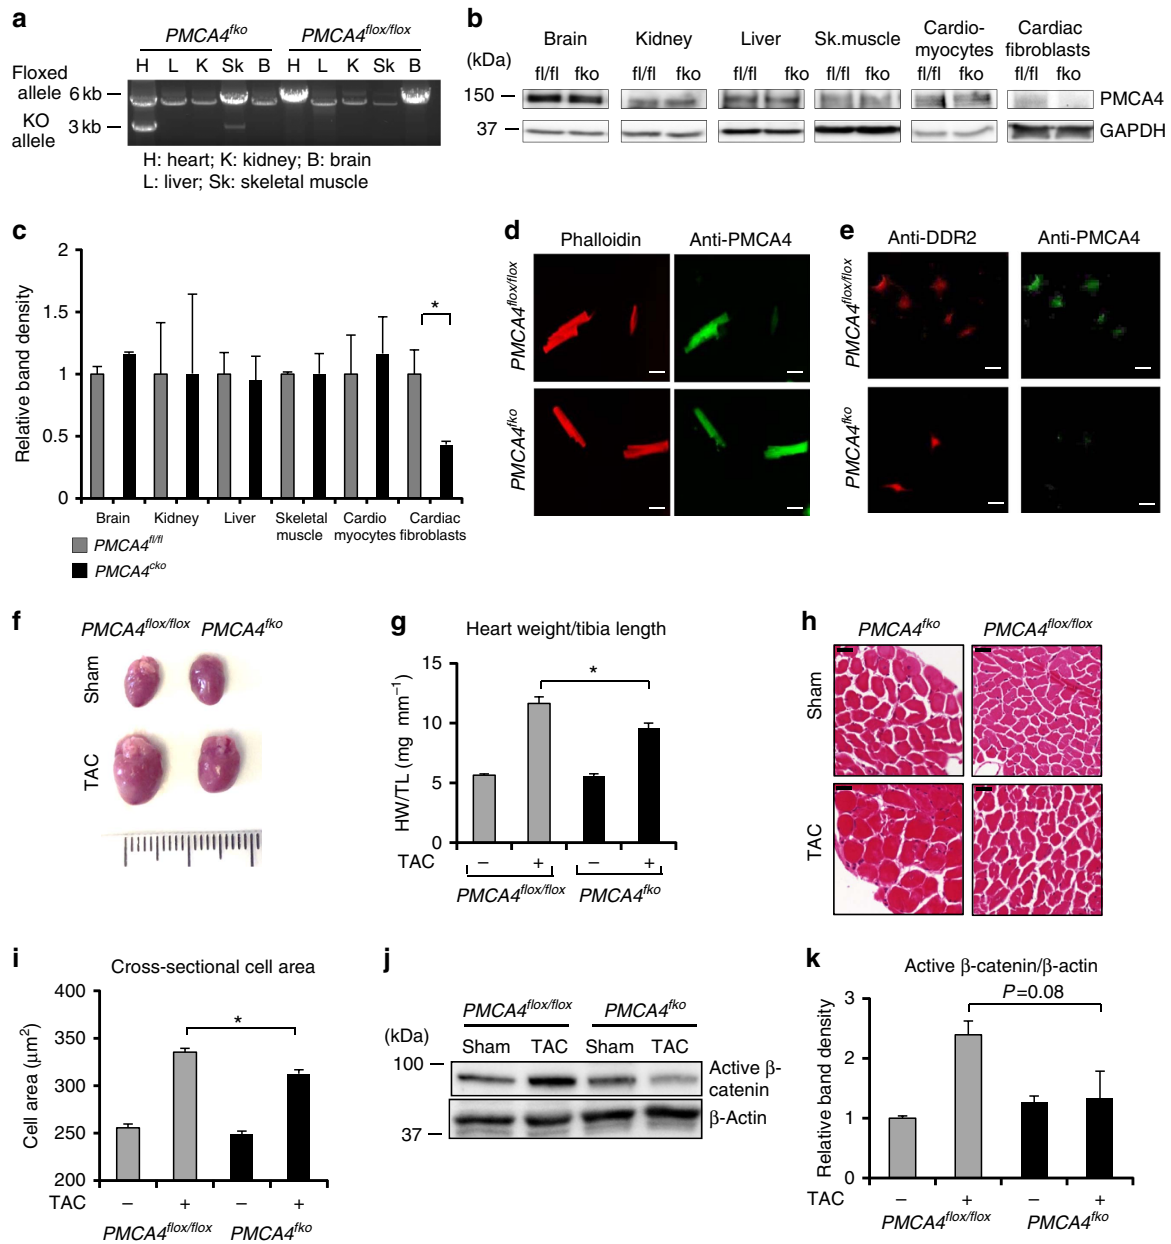 a
PMCA4fko PMCA4flox/flox
H L K Sk B H L K Sk B
Floxed allele 6 kb
KO allele 3 kb
H: heart; K: kidney; B: brain
L: liver; Sk: skeletal muscle
b
Brain Kidney Liver Sk.muscle Cardio-myocytes Cardiac fibroblasts
(kDa) fl/fl fko fl/fl fko fl/fl fko fl/fl fko fl/fl fko fl/fl fko
150 PMCA4
37 GAPDH
c
Relative band density
2
1.5
1
0.5
0
*
Brain Kidney Liver Skeletal muscle Cardio myocytes Cardiac fibroblasts
PMCA4fl/fl
PMCA4cko
d
Phalloidin Anti-PMCA4
PMCA4flox/flox
PMCA4fko
e
Anti-DDR2 Anti-PMCA4
PMCA4flox/flox
PMCA4fko
f
PMCA4flox/flox PMCA4fko
Sham
TAC
g
Heart weight/tibia length
HW/TL (mg mm−1)
15
10
5
0
*
TAC − + − +
PMCA4flox/flox PMCA4fko
h
PMCA4fko PMCA4flox/flox
Sham
TAC
i
Cross-sectional cell area
Cell area (μm2)
400
350
300
250
200
*
TAC − + − +
PMCA4flox/flox PMCA4fko
j
PMCA4flox/flox PMCA4fko
(kDa) Sham TAC Sham TAC
100 Active β-catenin
37 β-Actin
k
Active β-catenin/β-actin
P=0.08
Relative band density
3
2
1
0
TAC − + − +
PMCA4flox/flox PMCA4fko